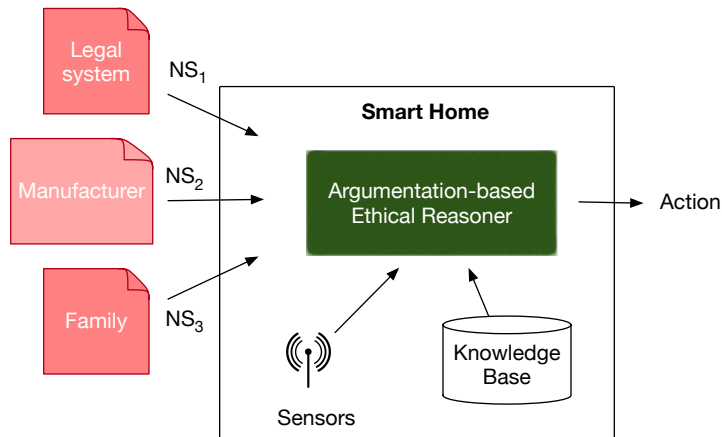 Legal
system
NS₁
Smart Home
Manufacturer
NS₂
Argumentation-based
Ethical Reasoner
Action
Family
NS₃
Knowledge
Base
Sensors